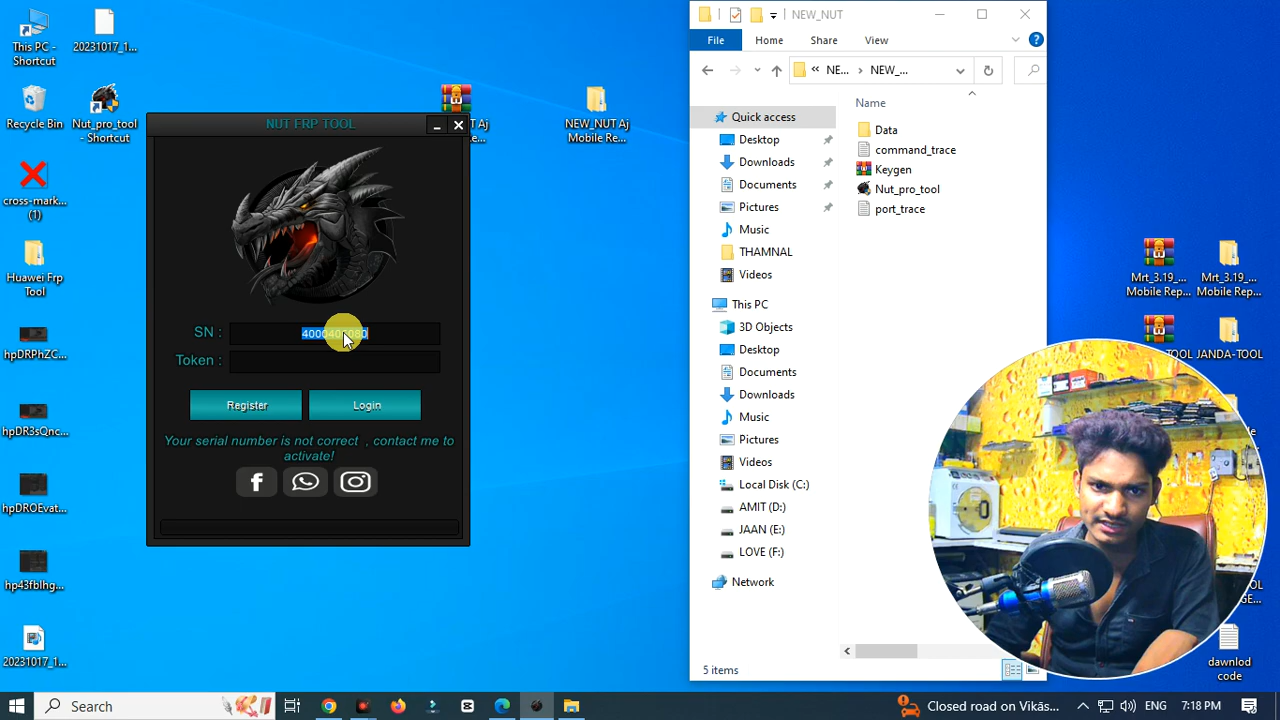 This PC -
Shortcut
20231017_1...
Recycle Bin
Nut_pro_tool
- Shortcut
cross-mark...
(1)
Huawei Frp
Tool
hpDRPhZC...
hpDR3sQnc...
hpDROEvat...
hp43fblhg...
20231017_1...
NUT FRP TOOL
SN :
Token :
Register
Login
Your serial number is not correct , contact me to
activate!
NEW_NUT Aj
Mobile Re...
NEW_NUT
File
Home
Share
View
NE...
NEW_...
Name
Quick access
Desktop
Downloads
Documents
Pictures
Music
THAMNAL
Videos
This PC
3D Objects
Desktop
Documents
Downloads
Music
Pictures
Videos
Local Disk (C:)
AMIT (D:)
JAAN (E:)
LOVE (F:)
Network
Data
command_trace
Keygen
Nut_pro_tool
port_trace
5 items
Mrt_3.19_...
Mobile Rep...
Mrt_3.19_...
Mobile Rep...
JANDA-TOOL
dawnlod
code
Search
Closed road on Vikās...
ENG
7:18 PM